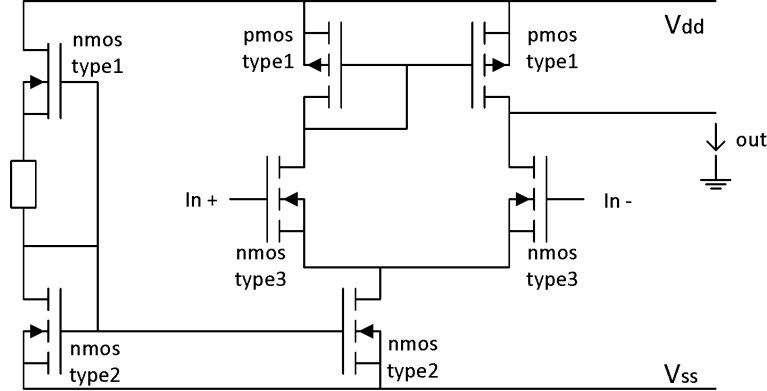 nmos
type1
pmos
type1
pmos
type1
Vdd
out
In +
In -
nmos
type3
nmos
type3
nmos
type2
nmos
type2
Vss